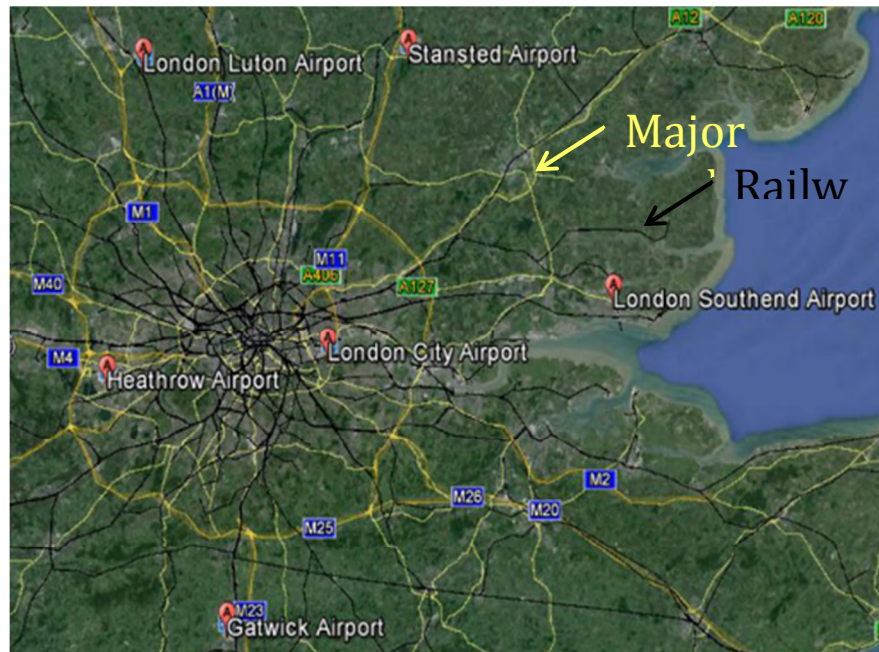 A12
A120
A
London Luton Airport
A
Stansted Airport
A1(M)
Major
Railw
M1
M11
A406
M40
A127
A
London Southend Airport
A
London City Airport
M4
A
Heathrow Airport
M2
M26
M20
M25
A
M23
Gatwick Airport